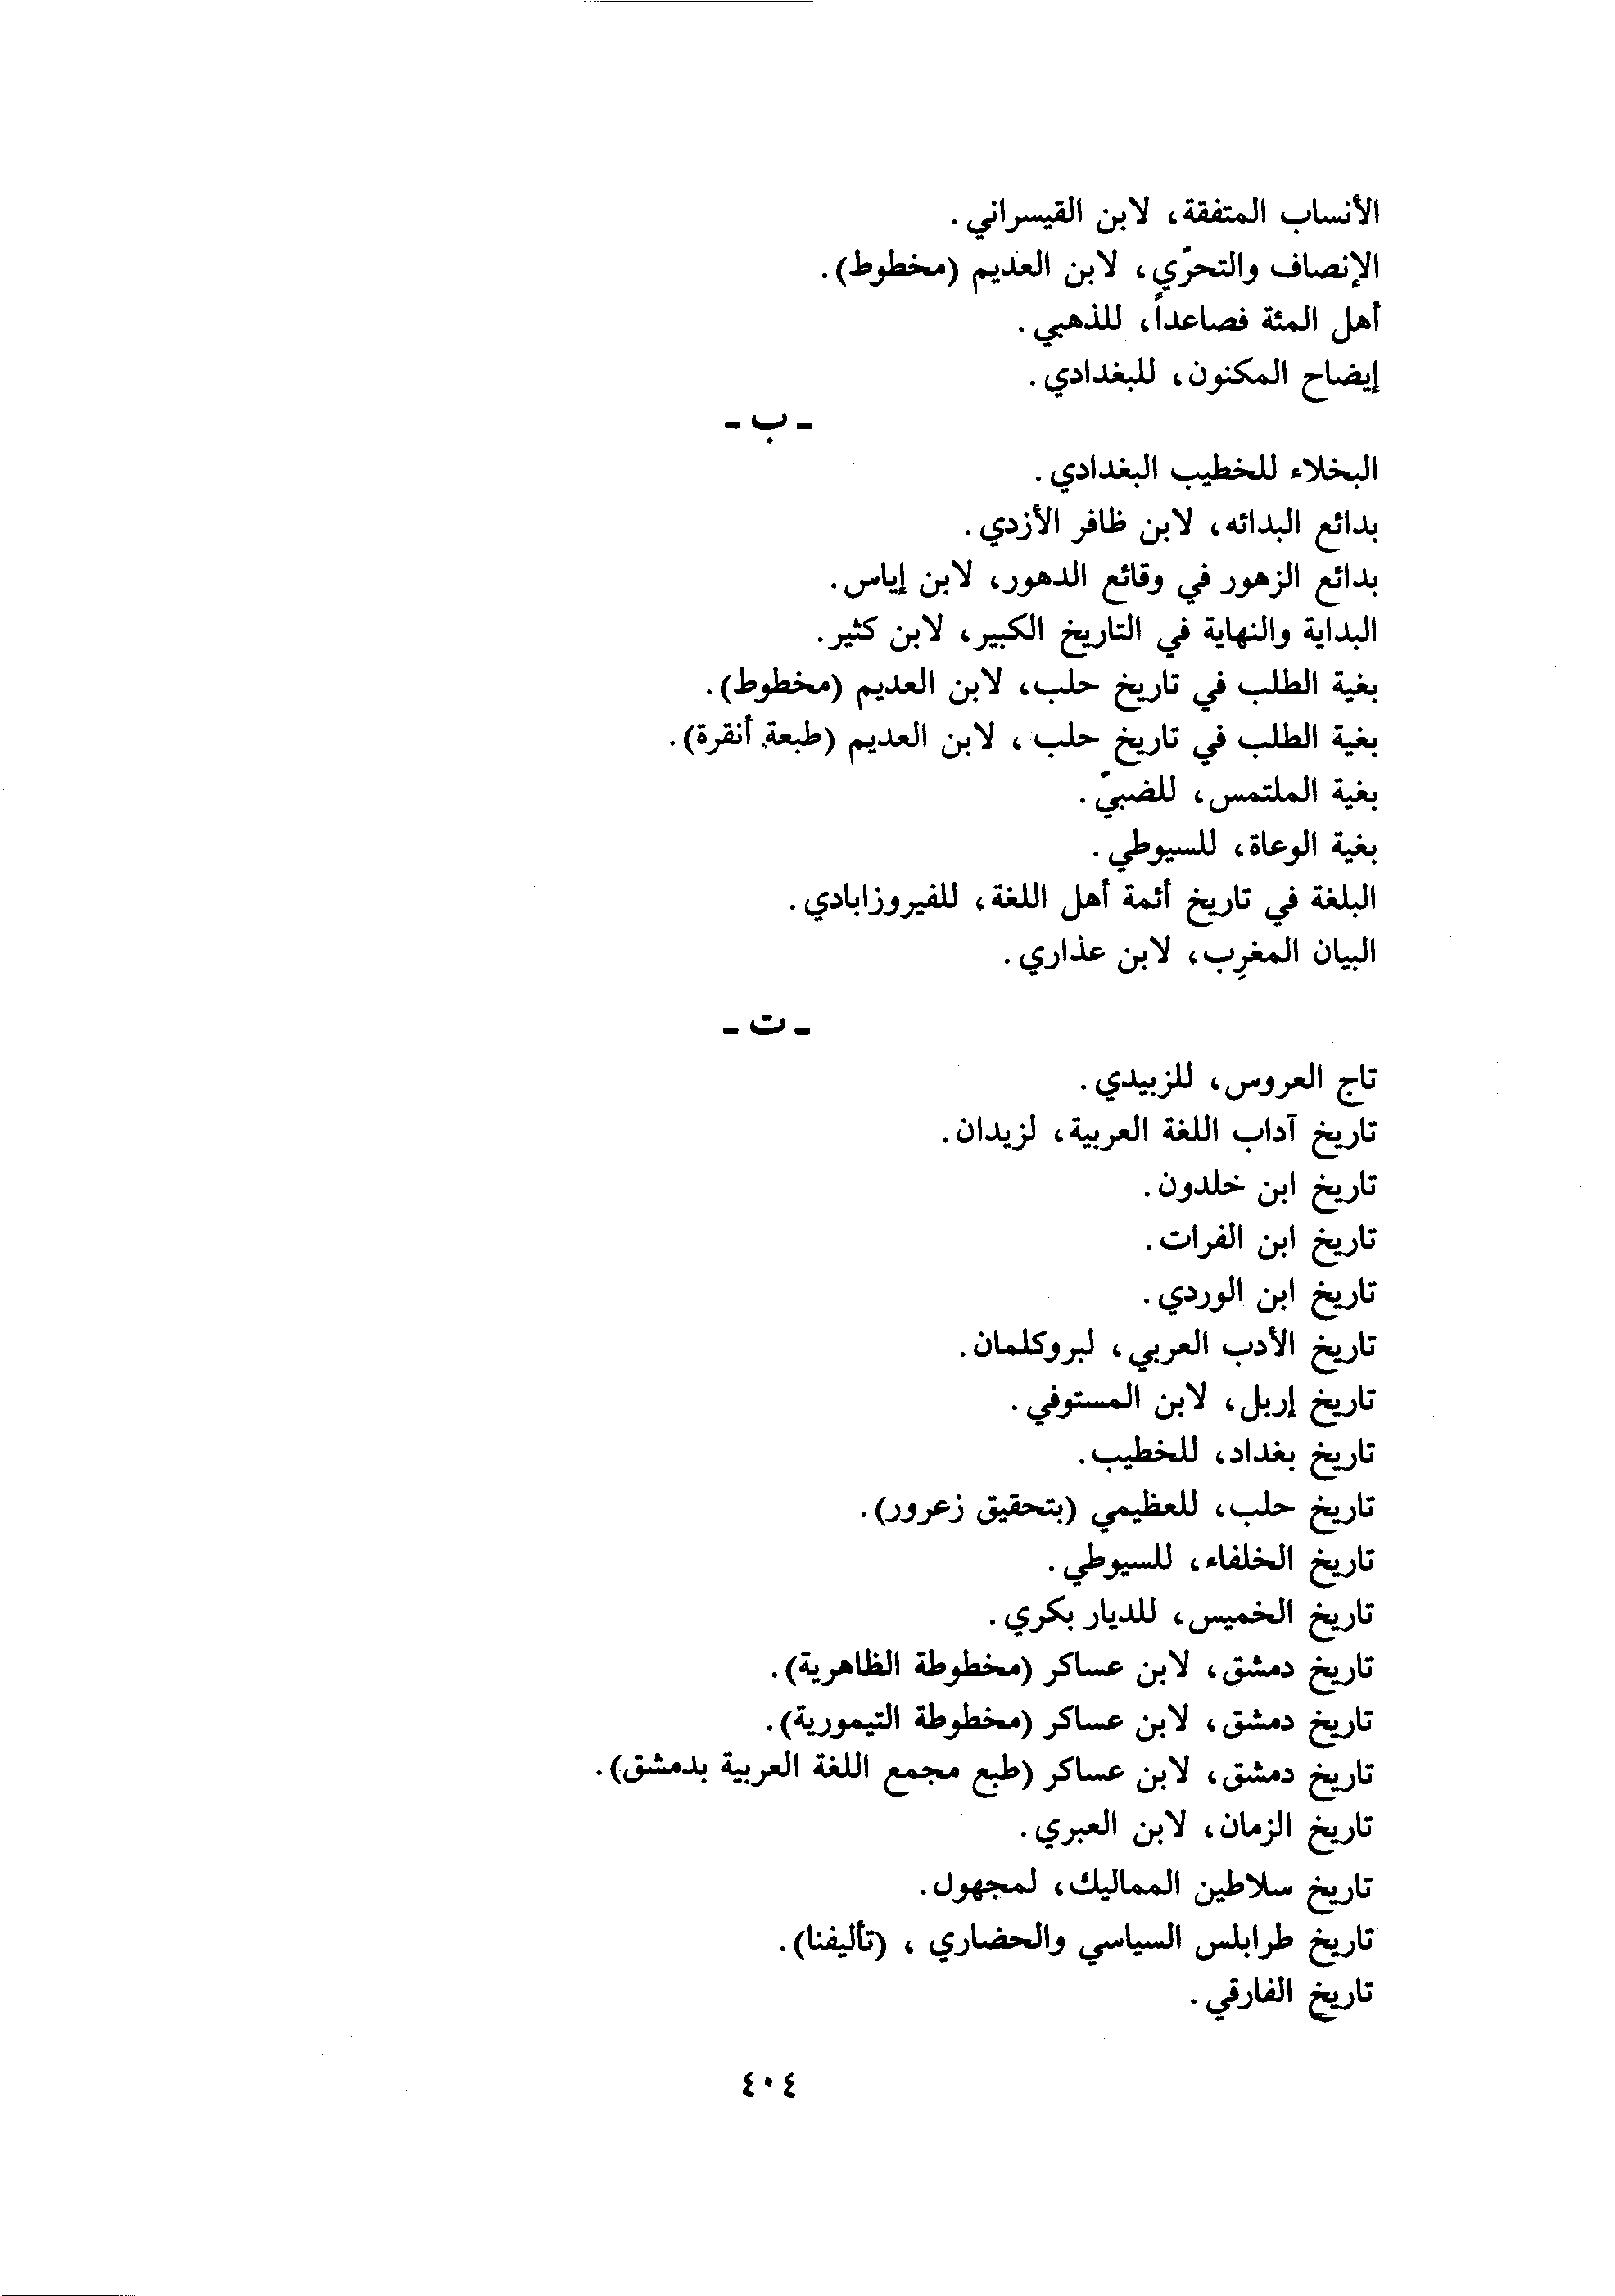 الأنساب المتفقة، لابن القيسراني.
الإنصاف والتحرّي، لابن العديم (مخطوط).
أهل المئة فصاعداً، للذهبي.
إيضاح المكنون، للبغدادي.
ـ ب ـ
البخلاء للخطيب البغدادي.
بدائع البدائه، لابن ظافر الأزدي.
بدائع الزهور في وقائع الدهور، لابن إياس.
البداية والنهاية في التاريخ الكبير، لابن كثير.
بغية الطلب في تاريخ حلب، لابن العديم (مخطوط).
بغية الطلب في تاريخ حلب، لابن العديم (طبعة أنقرة).
بغية الملتمس، للضبيّ.
بغية الوعاة، للسيوطي.
البلغة في تاريخ أئمة أهل اللغة، للفيروزابادي.
البيان المغرِب، لابن عذاري.
ـ ت ـ
تاج العروس، للزبيدي.
تاريخ آداب اللغة العربية، لزيدان.
تاريخ ابن خلدون.
تاريخ ابن الفرات.
تاريخ ابن الوردي.
تاريخ الأدب العربي، لبروكلمان.
تاريخ إربل، لابن المستوفي.
تاريخ بغداد، للخطيب.
تاريخ حلب، للعظيمي (بتحقيق زعرور).
تاريخ الخلفاء، للسيوطي.
تاريخ الخميس، للديار بكري.
تاريخ دمشق، لابن عساكر (مخطوطة الظاهرية).
تاريخ دمشق، لابن عساكر (مخطوطة التيمورية).
تاريخ دمشق، لابن عساكر (طبع مجمع اللغة العربية بدمشق).
تاريخ الزمان، لابن العبري.
تاريخ سلاطين المماليك، لمجهول.
تاريخ طرابلس السياسي والحضاري، (تأليفنا).
تاريخ الفارقي.
٤٠٤